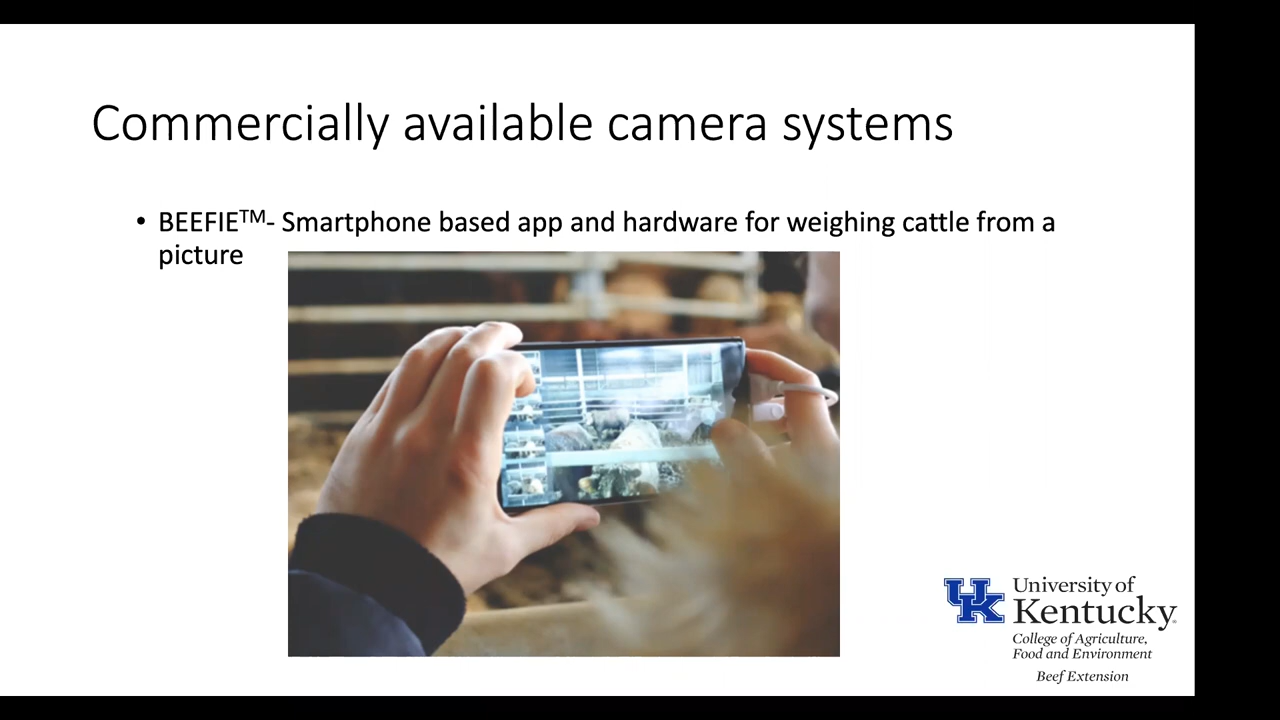 Commercially available camera systems
• BEEFIE™- Smartphone based app and hardware for weighing cattle from a
picture
UK University of
Kentucky®
College of Agriculture,
Food and Environment
Beef Extension